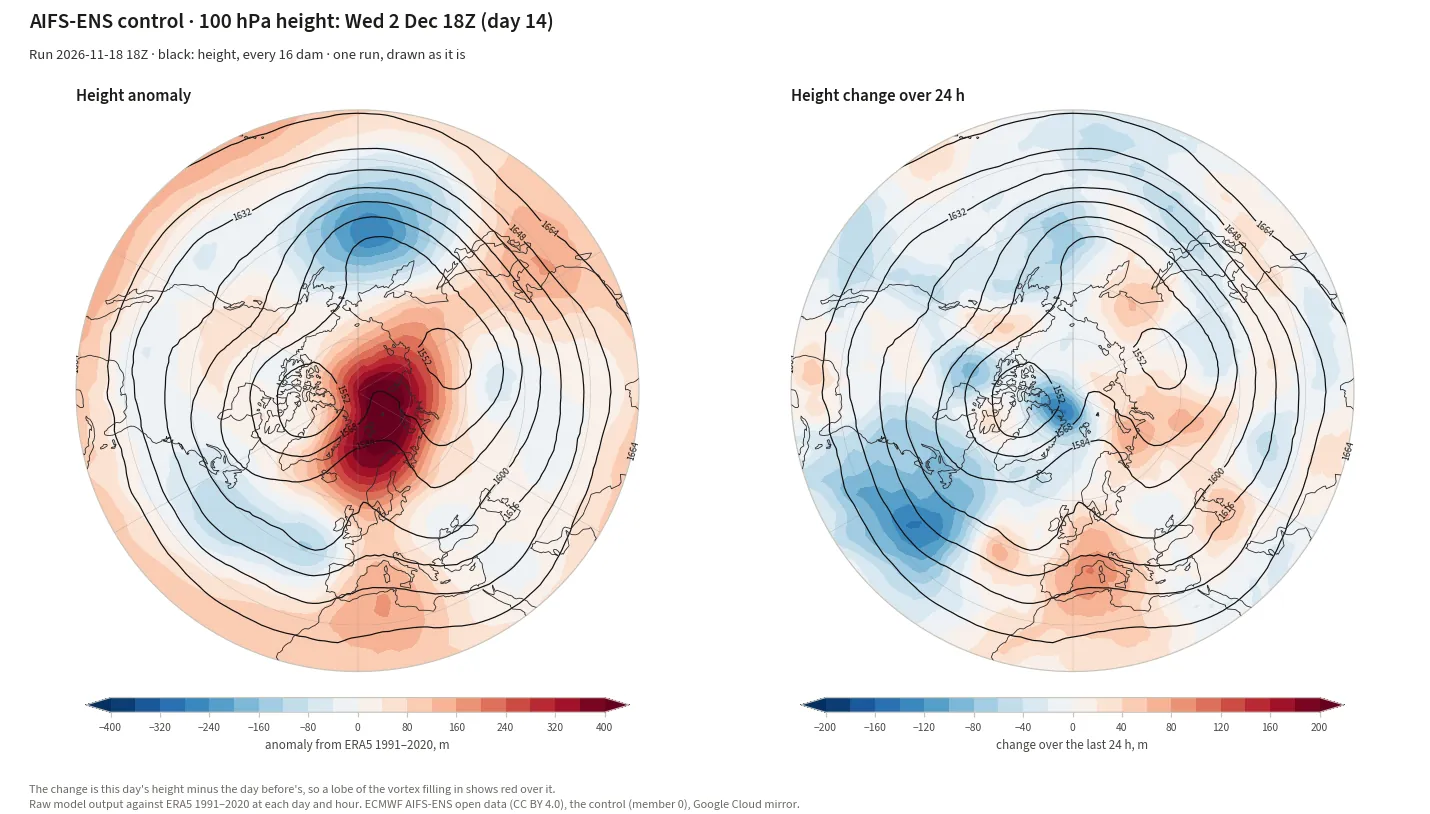 AIFS-ENS control · 100 hPa height: Wed 2 Dec 18Z (day 14)
Run 2026-11-18 18Z · black: height, every 16 dam · one run, drawn as it is
Height anomaly
Height change over 24 h
1632
1648
1664
1552
1552
1568
1600
1616
1664
1632
1648
1664
1552
1552
1568
1584
1600
1616
1664
−400 −320 −240 −160 −80 0 80 160 240 320 400
anomaly from ERA5 1991–2020, m
−200 −160 −120 −80 −40 0 40 80 120 160 200
change over the last 24 h, m
The change is this day's height minus the day before's, so a lobe of the vortex filling in shows red over it.
Raw model output against ERA5 1991–2020 at each day and hour. ECMWF AIFS-ENS open data (CC BY 4.0), the control (member 0), Google Cloud mirror.